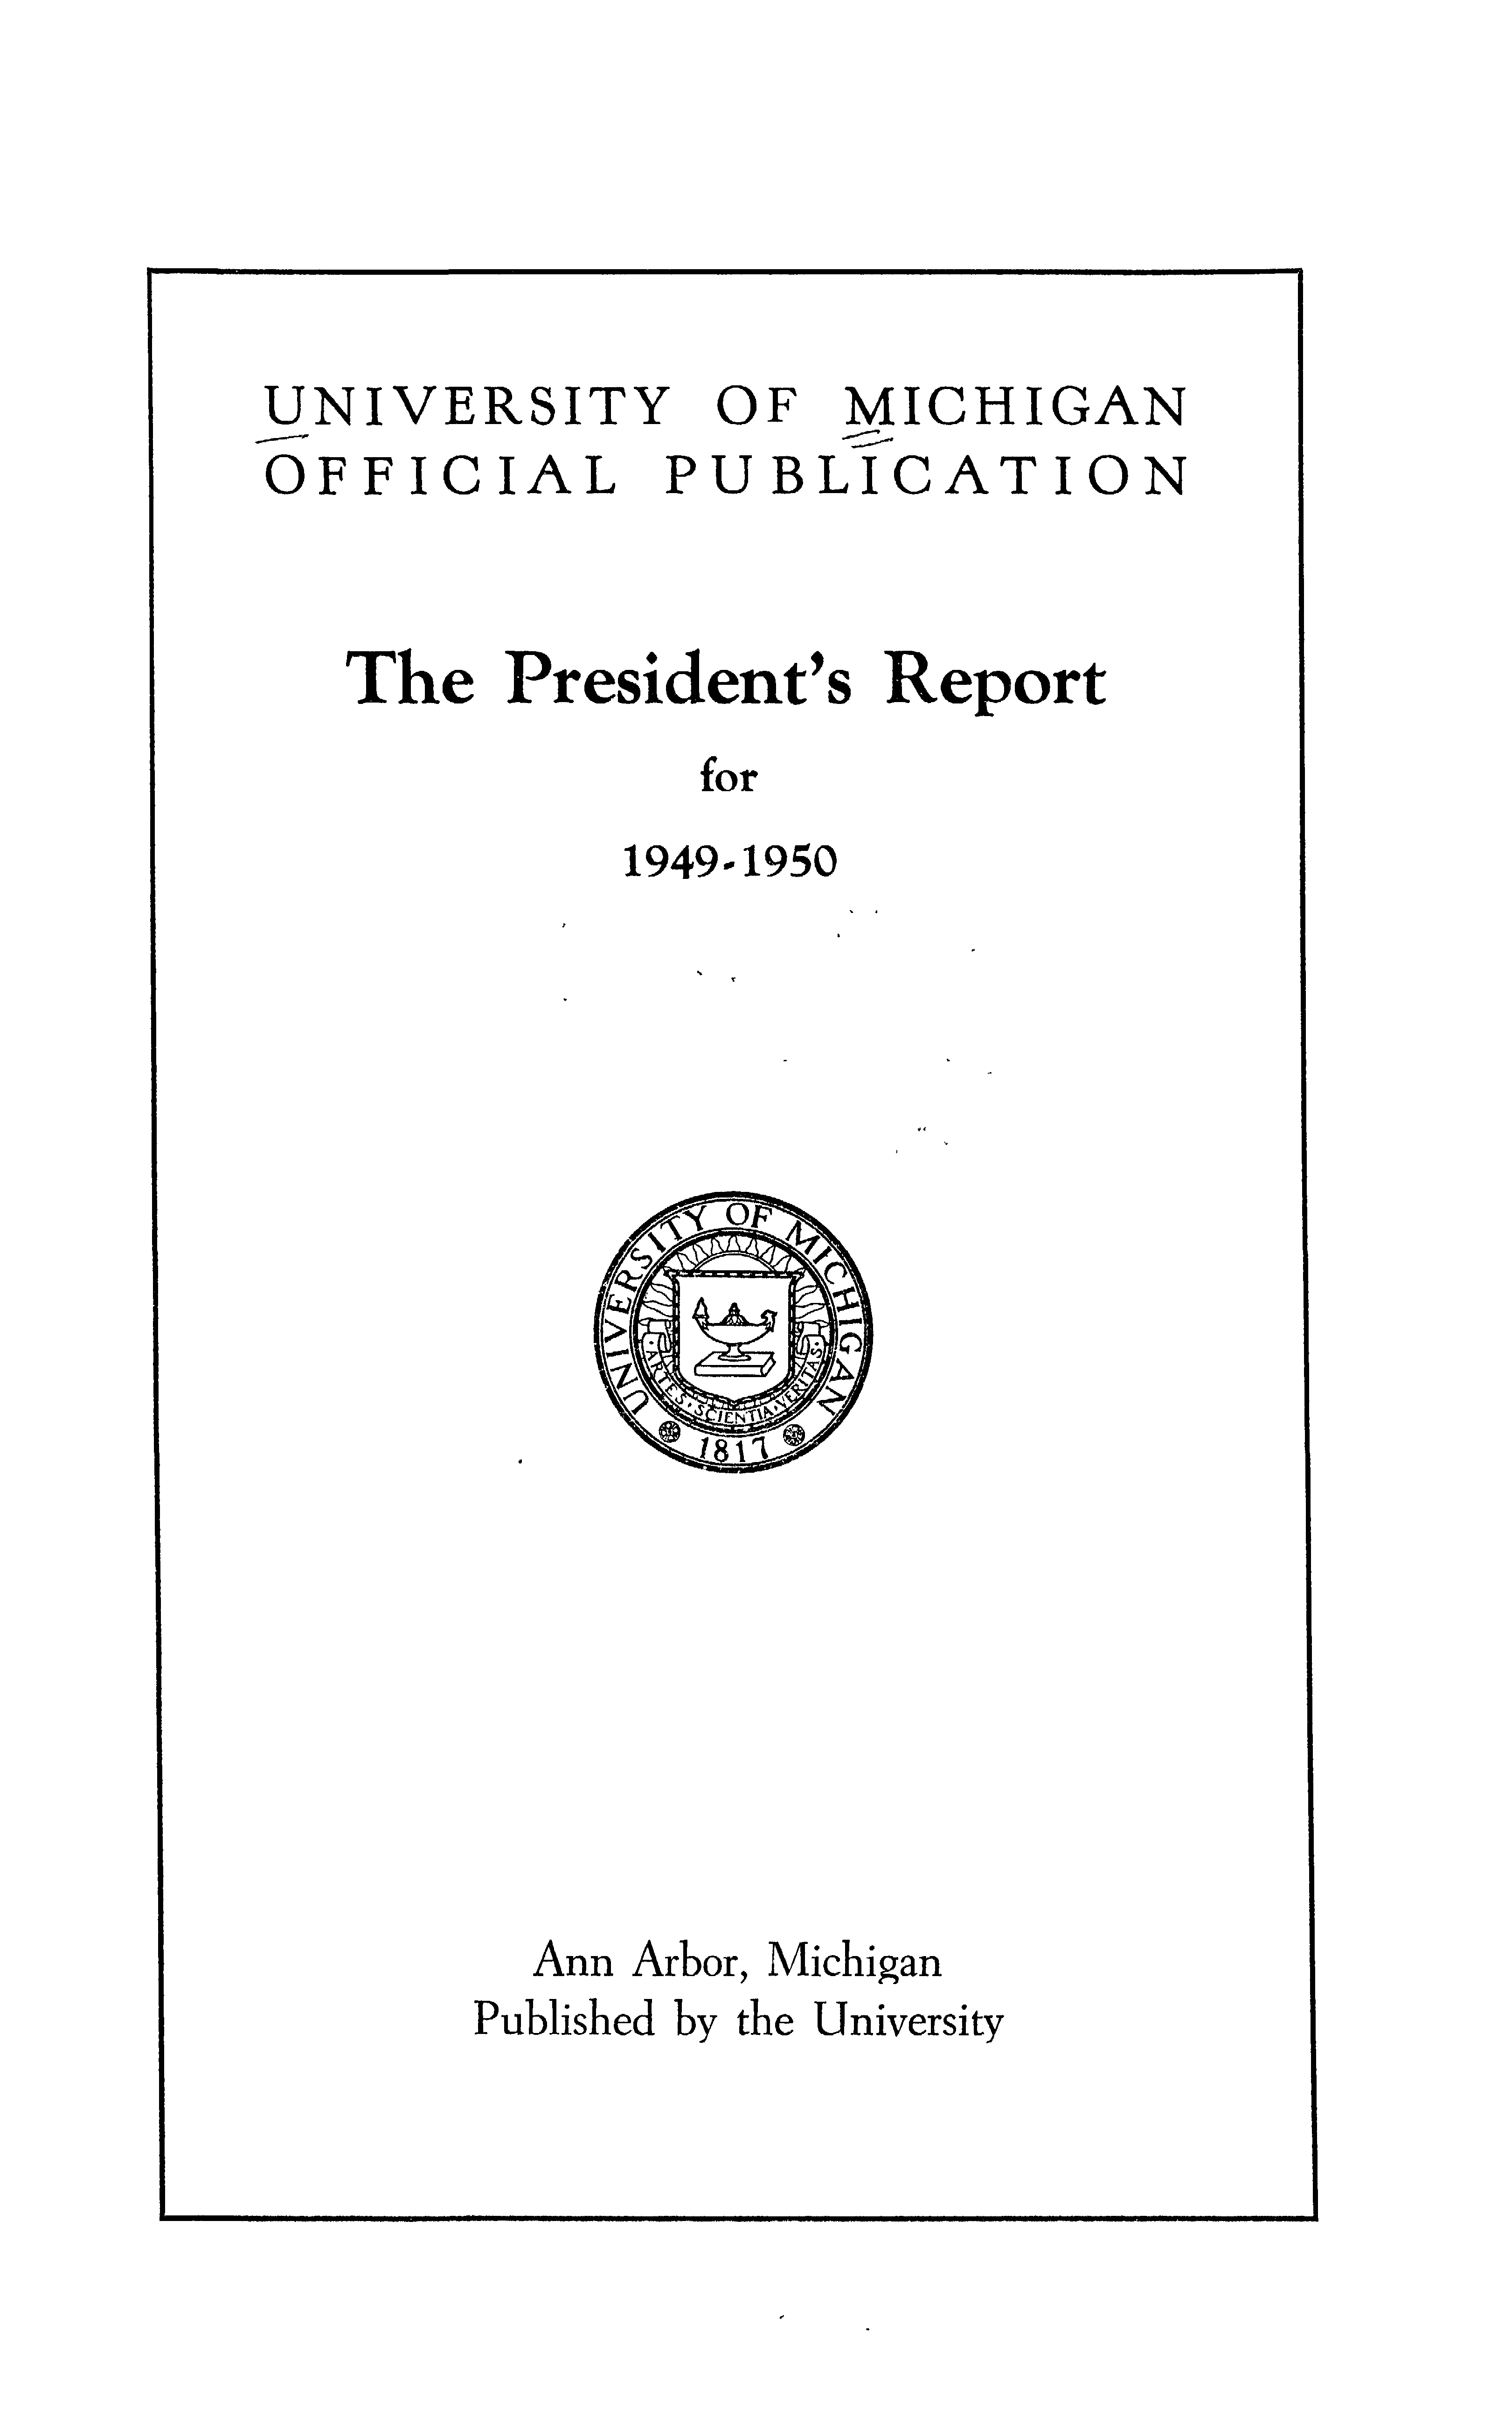 UNIVERSITY OF MICHIGAN
OFFICIAL PUBLICATION
The President's Report
for
1949-1950
UNIVERSITY OF MICHIGAN
ARTES · SCIENTIA · VERITAS
1817
Ann Arbor, Michigan
Published by the University